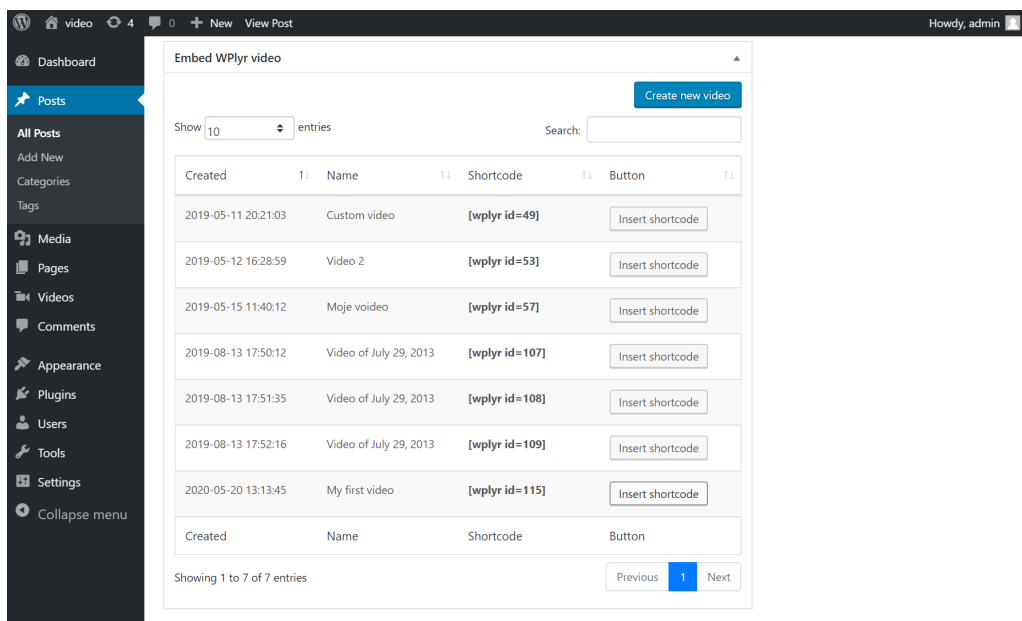 video 4 0 New View Post Howdy, admin
Dashboard
Posts
All Posts
Add New
Categories
Tags
Media
Pages
Videos
Comments
Appearance
Plugins
Users
Tools
Settings
Collapse menu
Embed WPlyr video
Create new video
Show 10 entries Search:
Created Name Shortcode Button
2019-05-11 20:21:03 Custom video [wplyr id=49] Insert shortcode
2019-05-12 16:28:59 Video 2 [wplyr id=53] Insert shortcode
2019-05-15 11:40:12 Moje voideo [wplyr id=57] Insert shortcode
2019-08-13 17:50:12 Video of July 29, 2013 [wplyr id=107] Insert shortcode
2019-08-13 17:51:35 Video of July 29, 2013 [wplyr id=108] Insert shortcode
2019-08-13 17:52:16 Video of July 29, 2013 [wplyr id=109] Insert shortcode
2020-05-20 13:13:45 My first video [wplyr id=115] Insert shortcode
Created Name Shortcode Button
Showing 1 to 7 of 7 entries Previous 1 Next